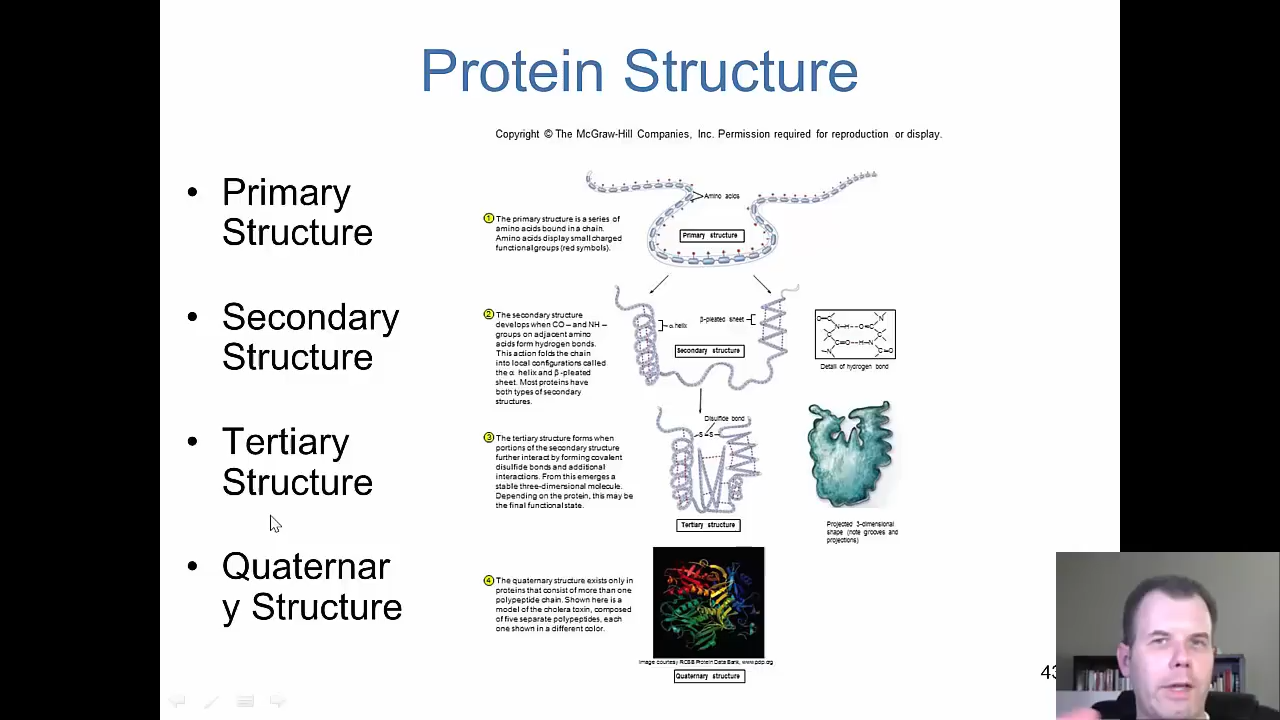 Protein Structure
Copyright © The McGraw-Hill Companies, Inc. Permission required for reproduction or display.
• Primary
Structure
• Secondary
Structure
• Tertiary
Structure
• Quaternar
y Structure
Amino acids
1 The primary structure is a series of
amino acids bound in a chain.
Amino acids display small charged
functional groups (red symbols).
Primary structure
2 The secondary structure
develops when CO – and NH –
groups on adjacent amino
acids form hydrogen bonds.
This action folds the chain
into local configurations called
the α helix and β-pleated
sheet. Most proteins have
both types of secondary
structures.
β-pleated sheet
α helix
Secondary structure
O C N
N H O C
C O H N
N C O
Detail of hydrogen bond
Disulfide bond
S S
3 The tertiary structure forms when
portions of the secondary structure
further interact by forming covalent
disulfide bonds and additional
interactions. From this emerges a
stable three-dimensional molecule.
Depending on the protein, this may be
the final functional state.
Tertiary structure
Projected 3-dimensional
shape (note grooves and
projections)
4 The quaternary structure exists only in
proteins that consist of more than one
polypeptide chain. Shown here is a
model of the cholera toxin, composed
of five separate polypeptides, each
one shown in a different color.
Image courtesy RCSB Protein Data Bank, www.pdp.org
Quaternary structure
43